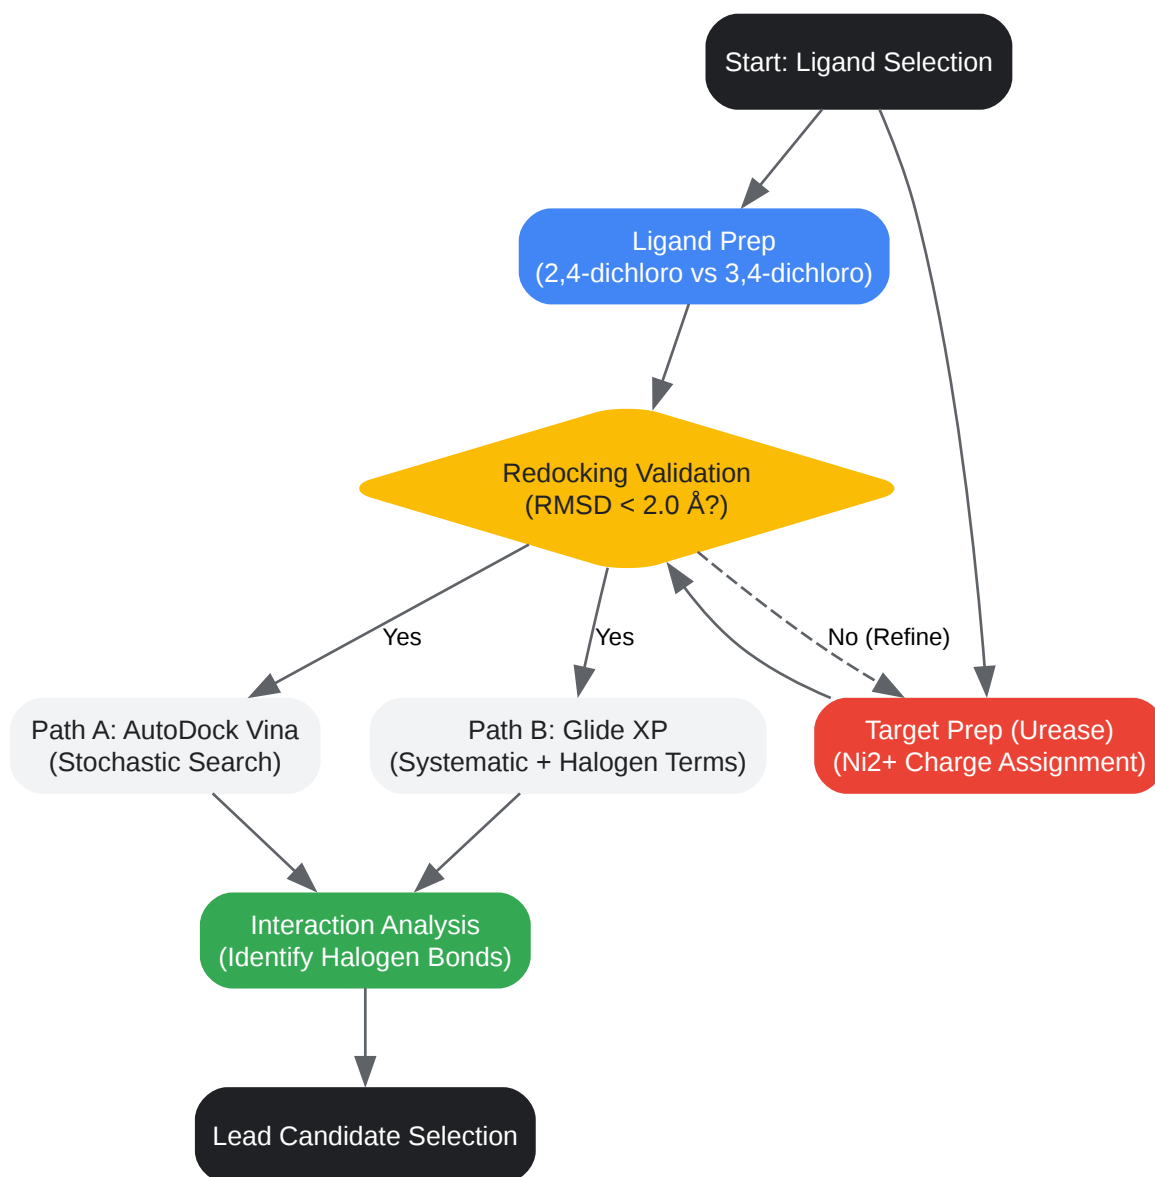 Start: Ligand Selection
Ligand Prep
(2,4-dichloro vs 3,4-dichloro)
Redocking Validation
(RMSD < 2.0 Å?)
Yes
Yes
No (Refine)
Path A: AutoDock Vina
(Stochastic Search)
Path B: Glide XP
(Systematic + Halogen Terms)
Target Prep (Urease)
(Ni2+ Charge Assignment)
Interaction Analysis
(Identify Halogen Bonds)
Lead Candidate Selection